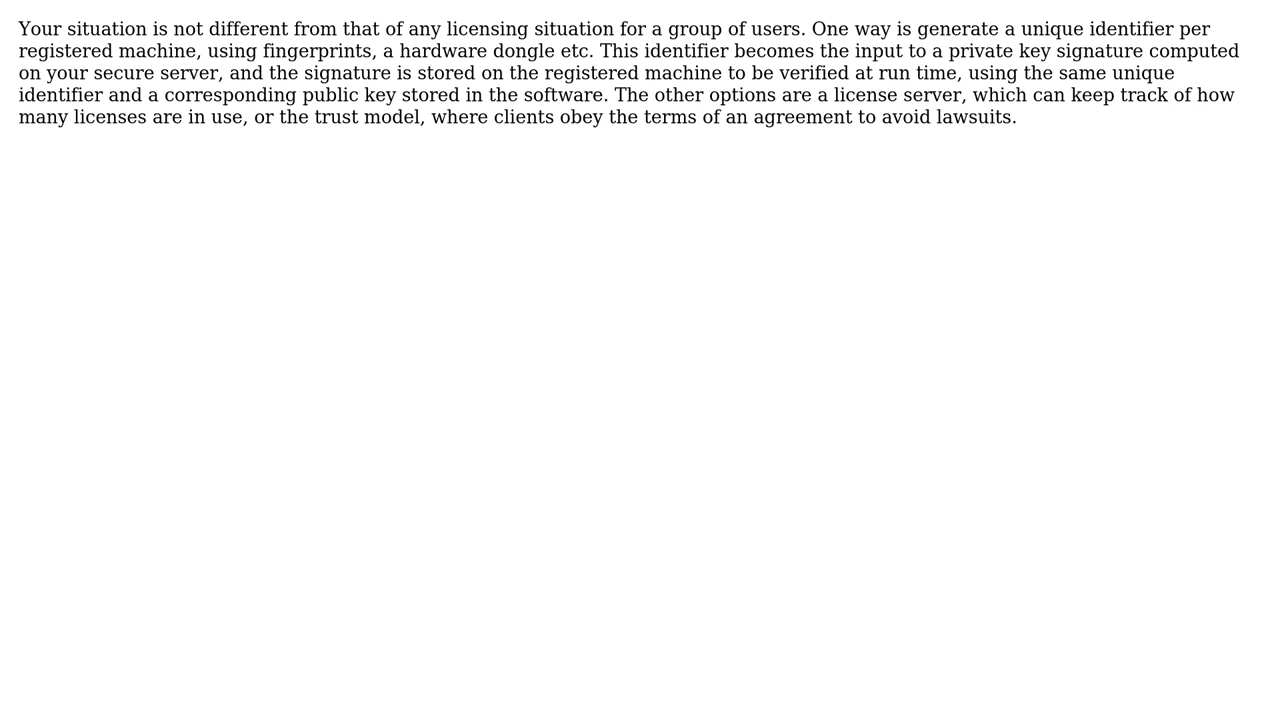 Your situation is not different from that of any licensing situation for a group of users. One way is generate a unique identifier per
registered machine, using fingerprints, a hardware dongle etc. This identifier becomes the input to a private key signature computed
on your secure server, and the signature is stored on the registered machine to be verified at run time, using the same unique
identifier and a corresponding public key stored in the software. The other options are a license server, which can keep track of how
many licenses are in use, or the trust model, where clients obey the terms of an agreement to avoid lawsuits.